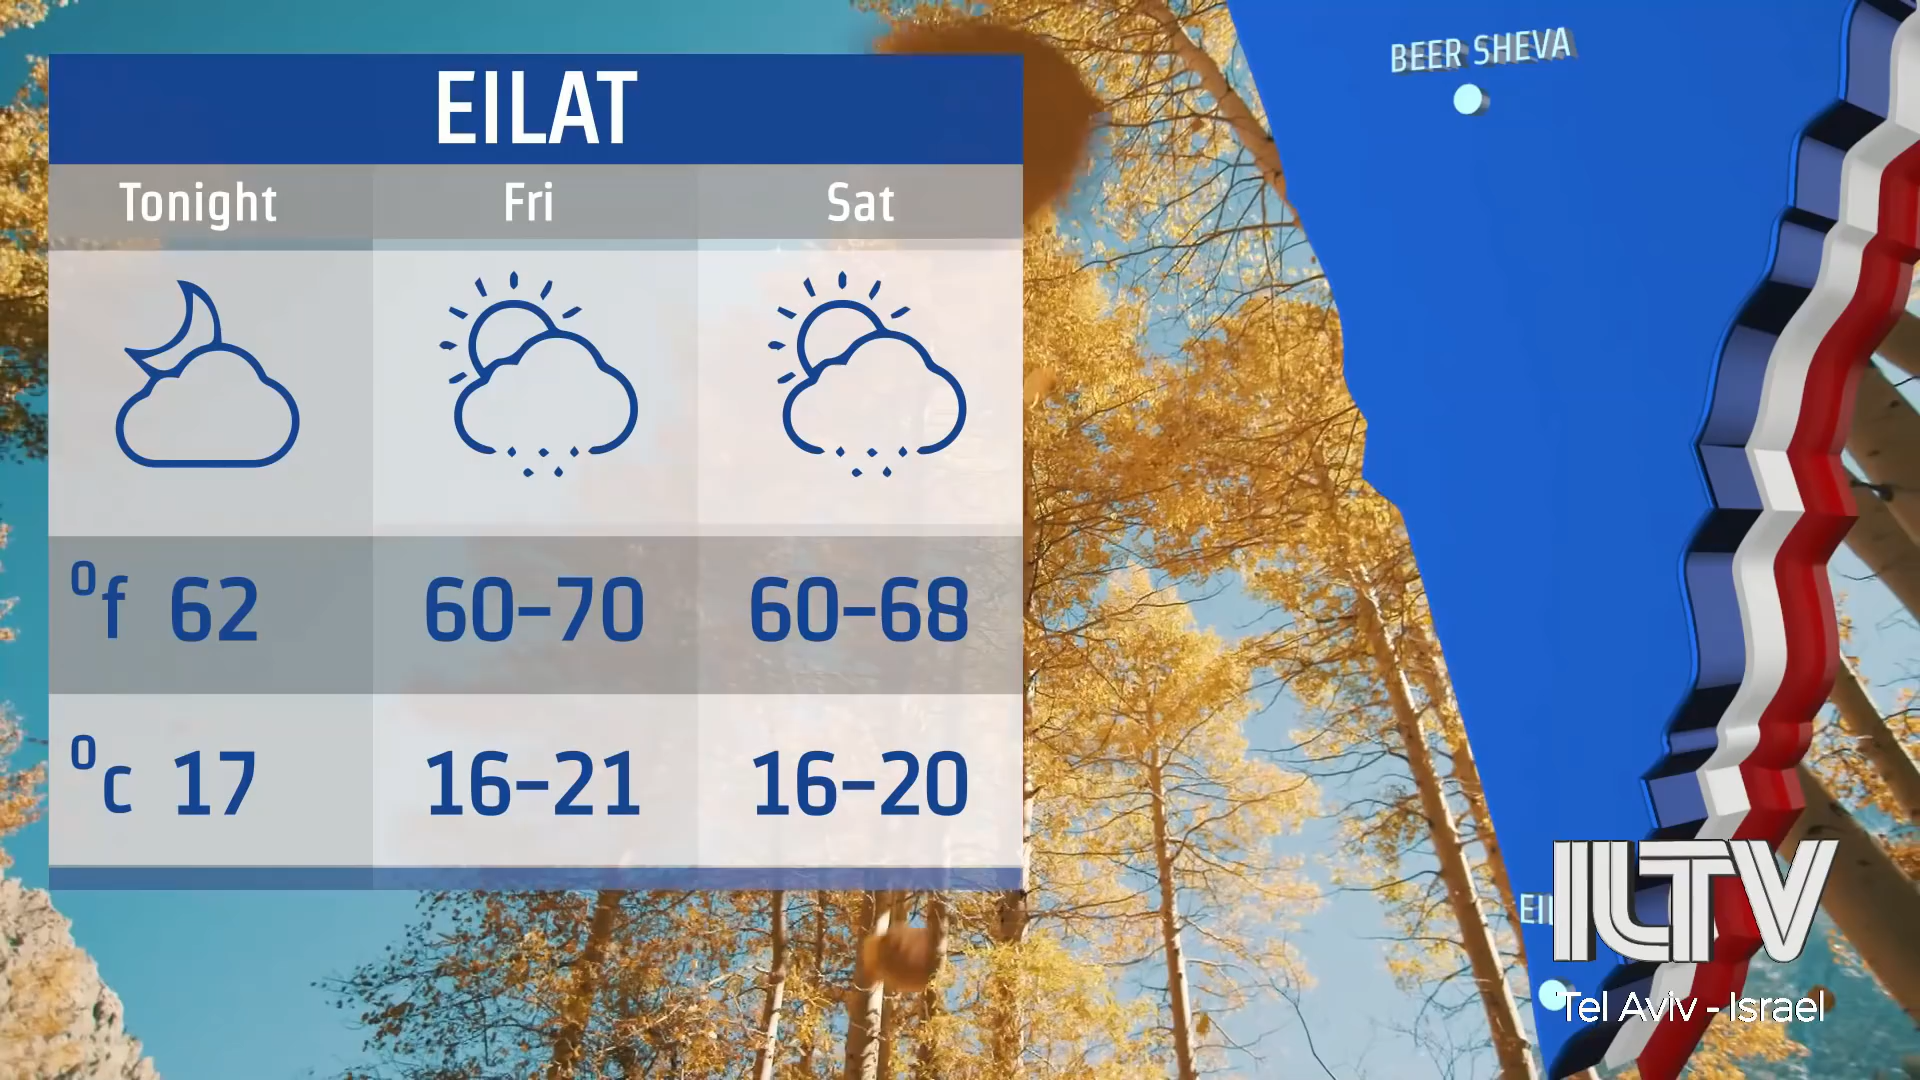 EILAT
Tonight Fri Sat
°f 62 60-70 60-68
°c 17 16-21 16-20
BEER SHEVA
ILTV
Tel Aviv - Israel